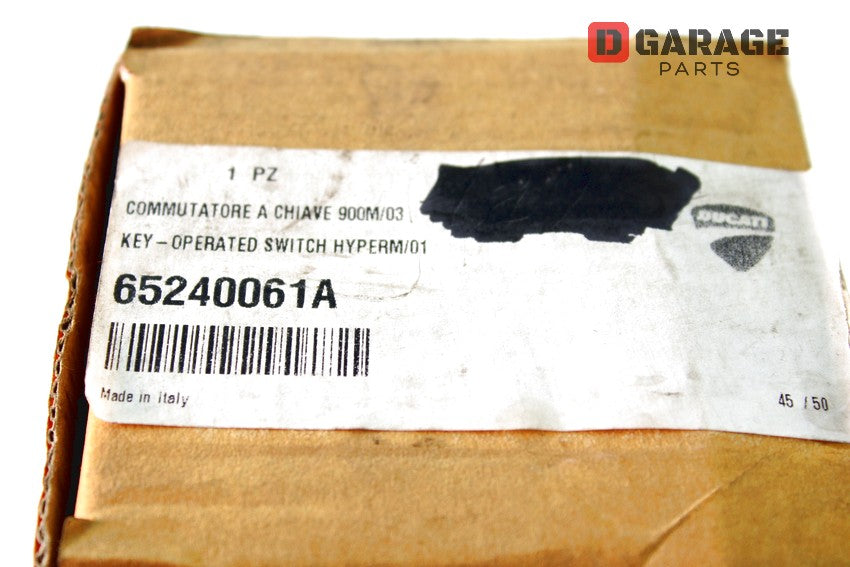 D GARAGE
PARTS
1 PZ
COMMUTATORE A CHIAVE 900M/03
KEY-OPERATED SWITCH HYPERM/01
65240061A
Made in Italy
45 / 50